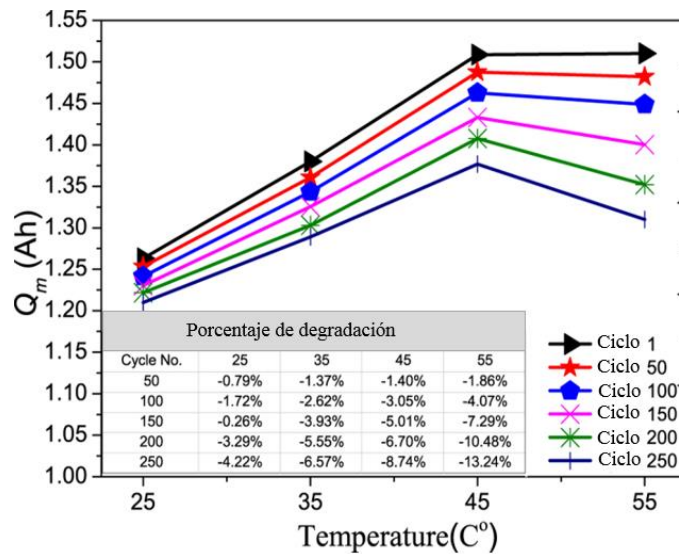 1.55
1.50
1.45
1.40
1.35
1.30
1.25
1.20
1.15
1.10
1.05
1.00
Qm (Ah)
Porcentaje de degradación
Cycle No. 25 35 45 55
50 -0.79% -1.37% -1.40% -1.86%
100 -1.72% -2.62% -3.05% -4.07%
150 -0.26% -3.93% -5.01% -7.29%
200 -3.29% -5.55% -6.70% -10.48%
250 -4.22% -6.57% -8.74% -13.24%
Ciclo 1
Ciclo 50
Ciclo 100
Ciclo 150
Ciclo 200
Ciclo 250
25 35 45 55
Temperature(C°)